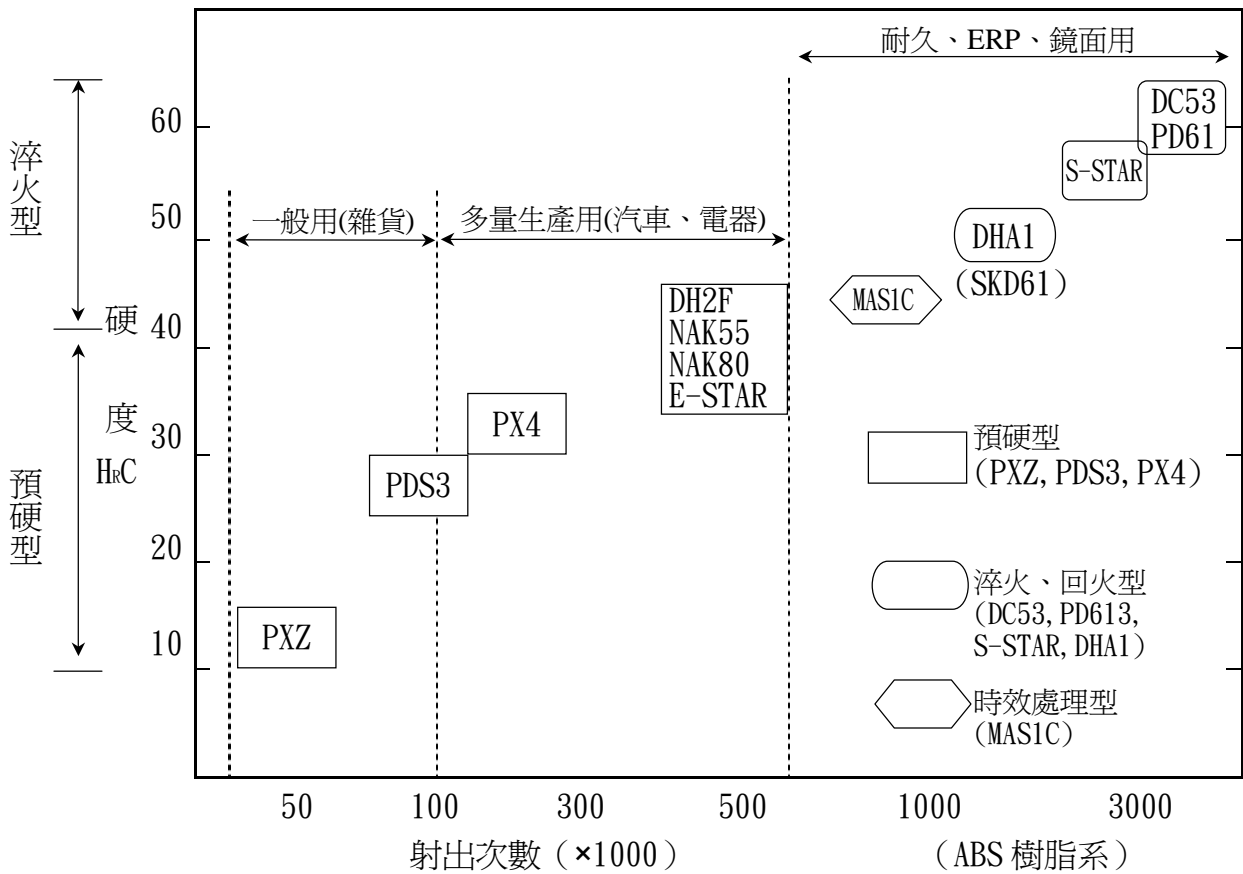 耐久、ERP、鏡面用
DC53
PD61
S-STAR
60
淬火型
一般用(雜貨)
多量生產用(汽車、電器)
50
DHA1
(SKD61)
MAS1C
DH2F
NAK55
NAK80
E-STAR
硬
40
度
PX4
30
HRC
PDS3
預硬型
預硬型
(PXZ, PDS3, PX4)
20
淬火、回火型
(DC53, PD613,
S-STAR, DHA1)
PXZ
10
時效處理型
(MAS1C)
50 100 300 500 1000 3000
射出次數（×1000） （ABS 樹脂系）